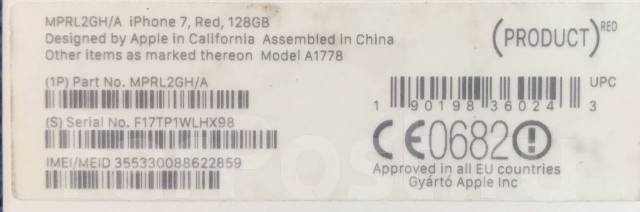 MPRL2GH/A iPhone 7, Red, 128GB
Designed by Apple in California Assembled in China
Other items as marked thereon Model A1778
(PRODUCT)RED
(1P) Part No. MPRL2GH/A
UPC
1 90198 36024 3
(S) Serial No. F17TP1WLHX98
CE0682
IMEI/MEID 355330088622859
Approved in all EU countries
Gyártó Apple Inc